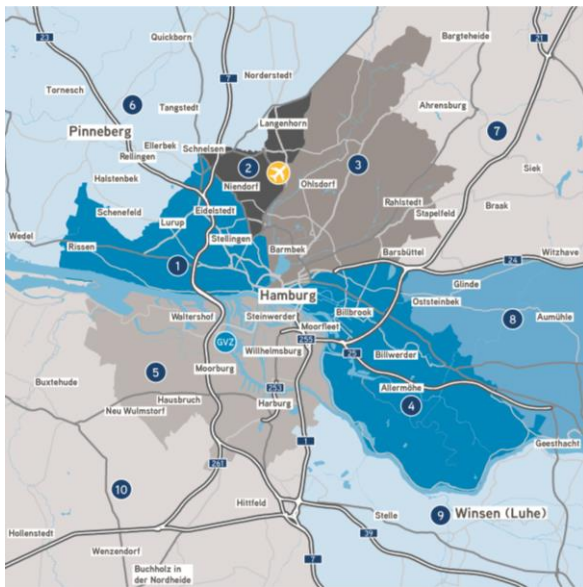 Bargteheide
21
23
Quickborn
7
Norderstedt
Tornesch
6
Tangstedt
Ahrensburg
Langenhorn
7
Pinneberg
Ellerbek
Schnelsen
Rellingen
2
3
Siek
Halstenbek
Niendorf
Ohlsdorf
Rahlstedt
Braak
Schenefeld
Eidelstedt
Stapelfeld
Lurup
Wedel
Stellingen
Barmbek
Rissen
Barsbüttel
Witzhave
24
1
Glinde
Hamburg
Oststeinbek
Billbrook
8
Waltershof
Steinwerder
Aumühle
Moorfleet
GVZ
255
Willhelmsburg
25
Billwerder
5
Moorburg
Buxtehude
253
Allermöhe
Hausbruch
4
Neu Wulmstorf
Harburg
1
Geesthacht
261
10
Hittfeld
Stelle
9
Winsen (Luhe)
Hollenstedt
39
Wenzendorf
7
Buchholz in
der Nordheide